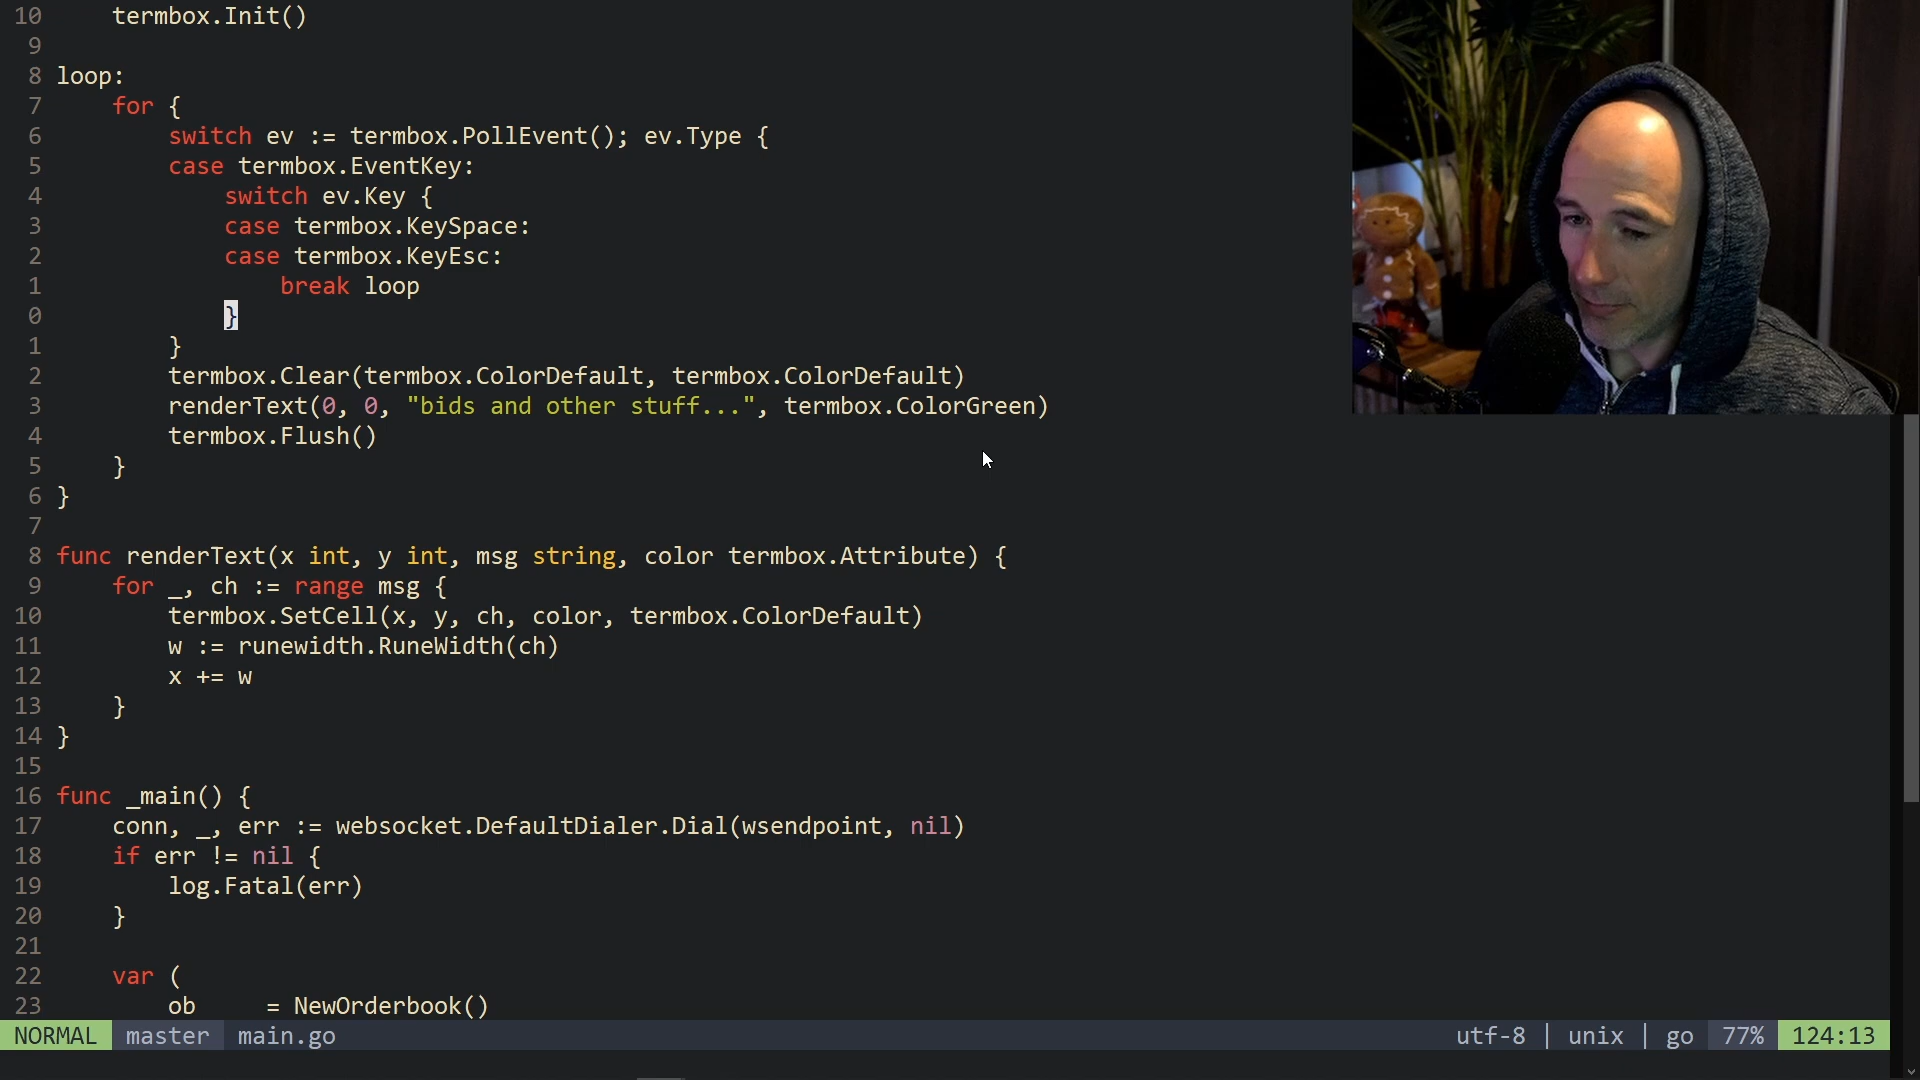 10 termbox.Init()
9
8 loop:
7 for {
6 switch ev := termbox.PollEvent(); ev.Type {
5 case termbox.EventKey:
4 switch ev.Key {
3 case termbox.KeySpace:
2 case termbox.KeyEsc:
1 break loop
0 }
1 }
2 termbox.Clear(termbox.ColorDefault, termbox.ColorDefault)
3 renderText(0, 0, "bids and other stuff...", termbox.ColorGreen)
4 termbox.Flush()
5 }
6 }
7
8 func renderText(x int, y int, msg string, color termbox.Attribute) {
9 for _, ch := range msg {
10 termbox.SetCell(x, y, ch, color, termbox.ColorDefault)
11 w := runewidth.RuneWidth(ch)
12 x += w
13 }
14 }
15
16 func _main() {
17 conn, _, err := websocket.DefaultDialer.Dial(wsendpoint, nil)
18 if err != nil {
19 log.Fatal(err)
20 }
21
22 var (
23 ob = NewOrderbook()
NORMAL master main.go utf-8 | unix | go 77% 124:13